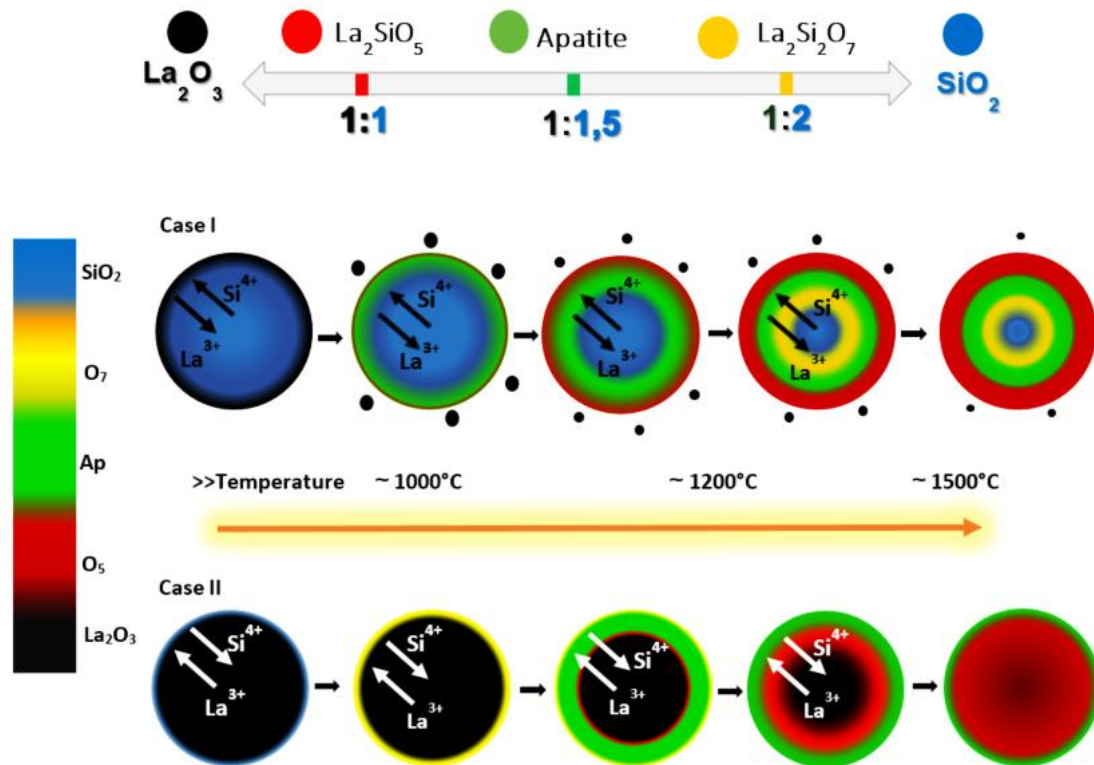 La₂SiO₅ Apatite La₂Si₂O₇
La₂O₃ SiO₂
1:1 1:1,5 1:2
Case I
SiO₂
O₇
Ap
O₅
La₂O₃
Si⁴⁺ Si⁴⁺ Si⁴⁺ Si⁴⁺
La³⁺ La³⁺ La³⁺ La³⁺
>>Temperature ~ 1000°C ~ 1200°C ~ 1500°C
Case II
Si⁴⁺ Si⁴⁺ Si⁴⁺ Si⁴⁺
La³⁺ La³⁺ La³⁺ La³⁺